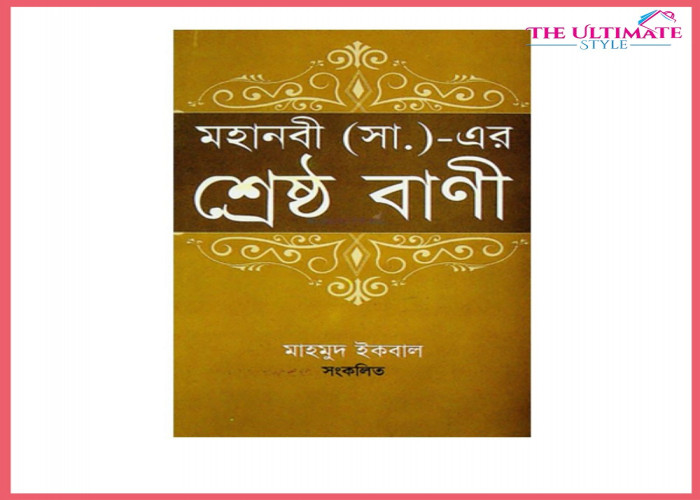 THE ULTIMATE
STYLE
মহানবী (সা.)-এর
শ্রেষ্ঠ বাণী
মাহমুদ ইকবাল
সংকলিত